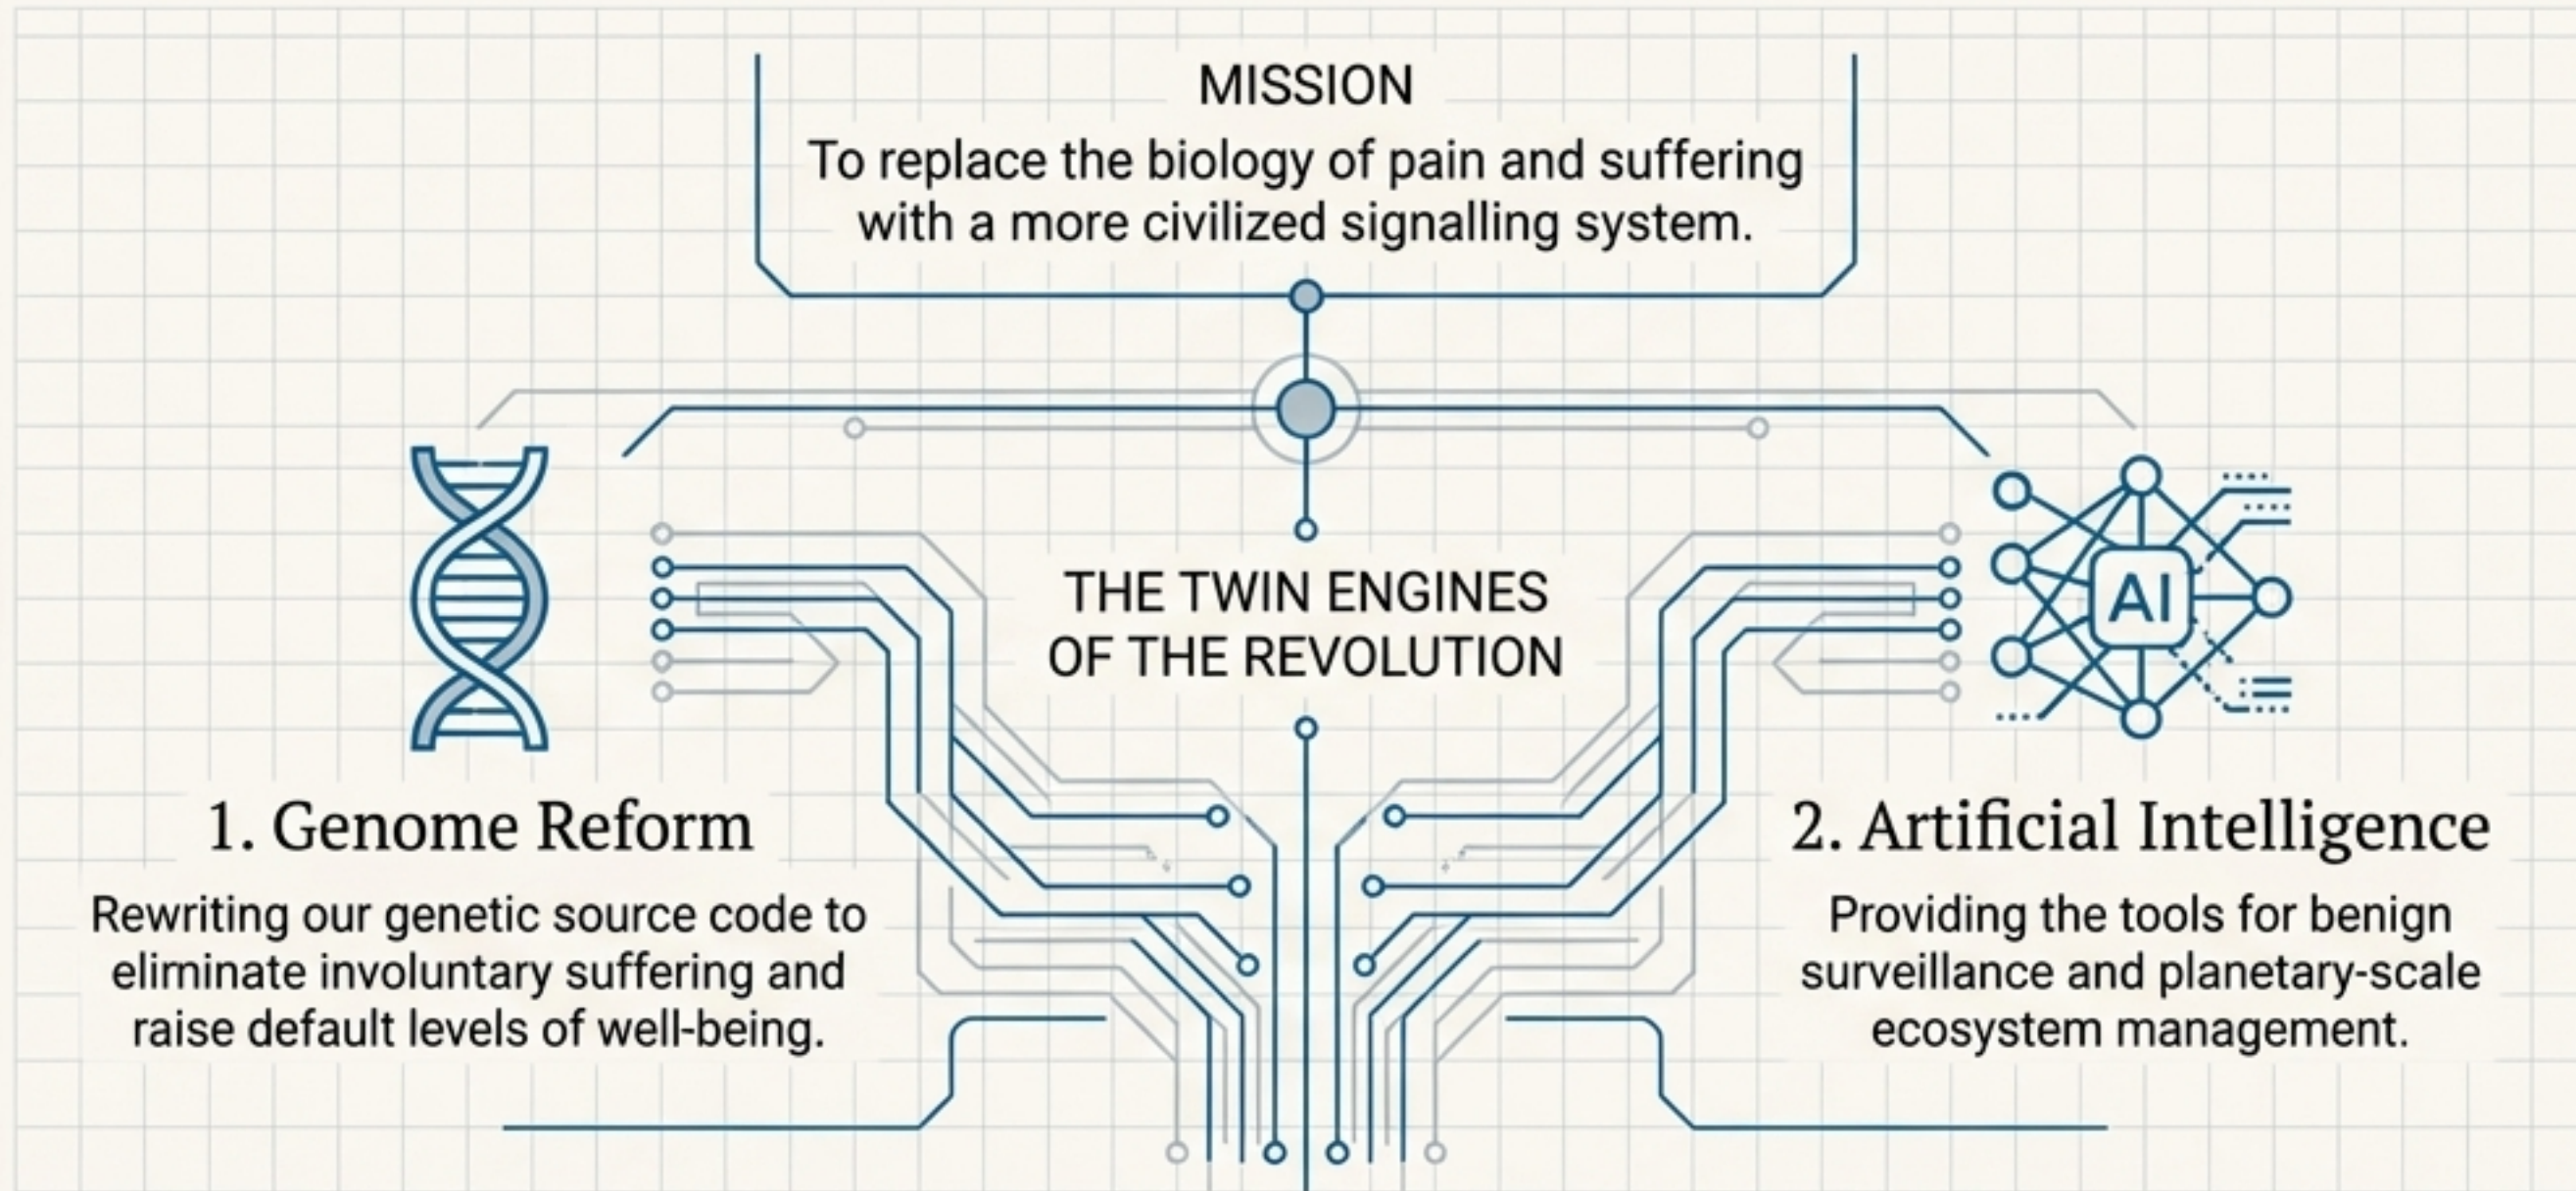 MISSION
To replace the biology of pain and suffering
with a more civilized signalling system.
THE TWIN ENGINES
OF THE REVOLUTION
AI
1. Genome Reform
Rewriting our genetic source code to
eliminate involuntary suffering and
raise default levels of well-being.
2. Artificial Intelligence
Providing the tools for benign
surveillance and planetary-scale
ecosystem management.